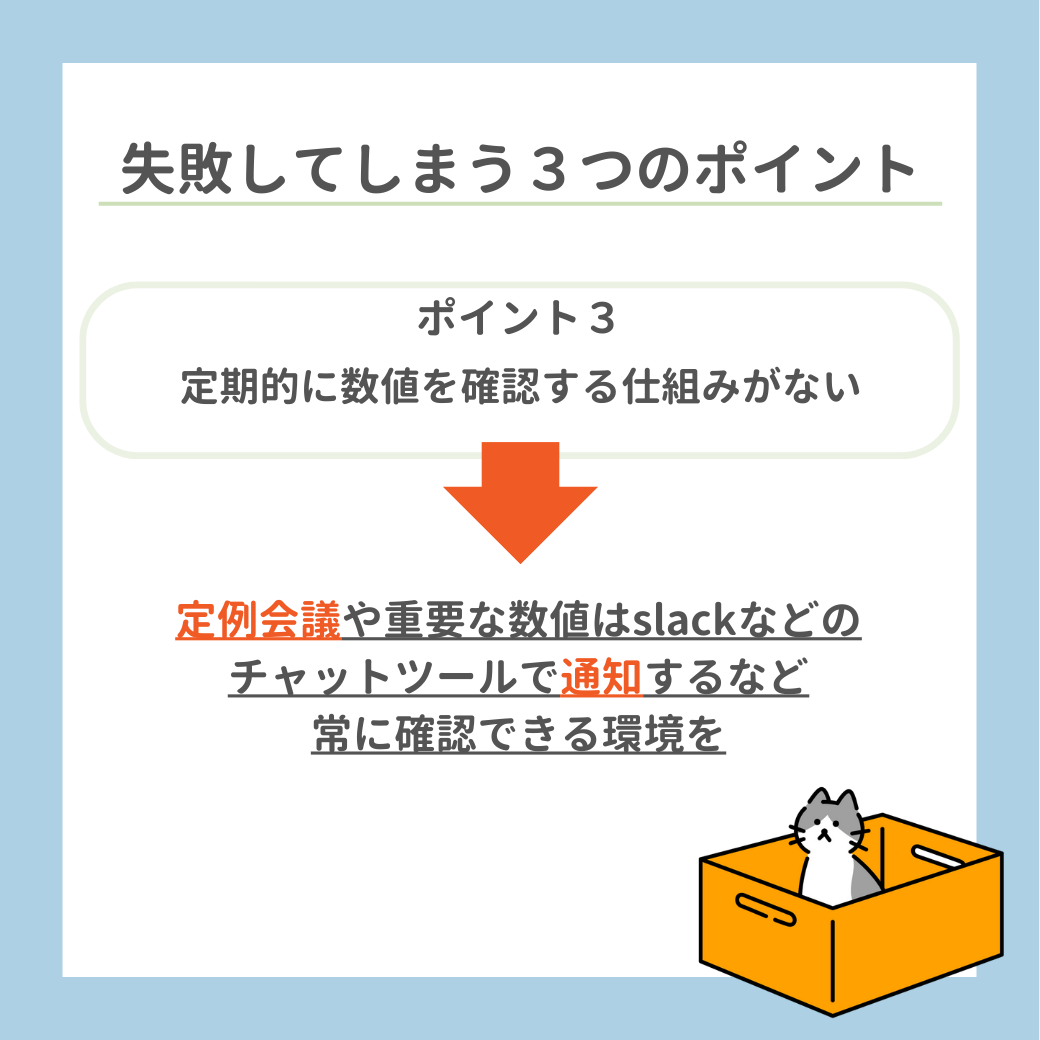 失敗してしまう３つのポイント
ポイント３
定期的に数値を確認する仕組みがない
定例会議や重要な数値はslackなどの
チャットツールで通知するなど
常に確認できる環境を